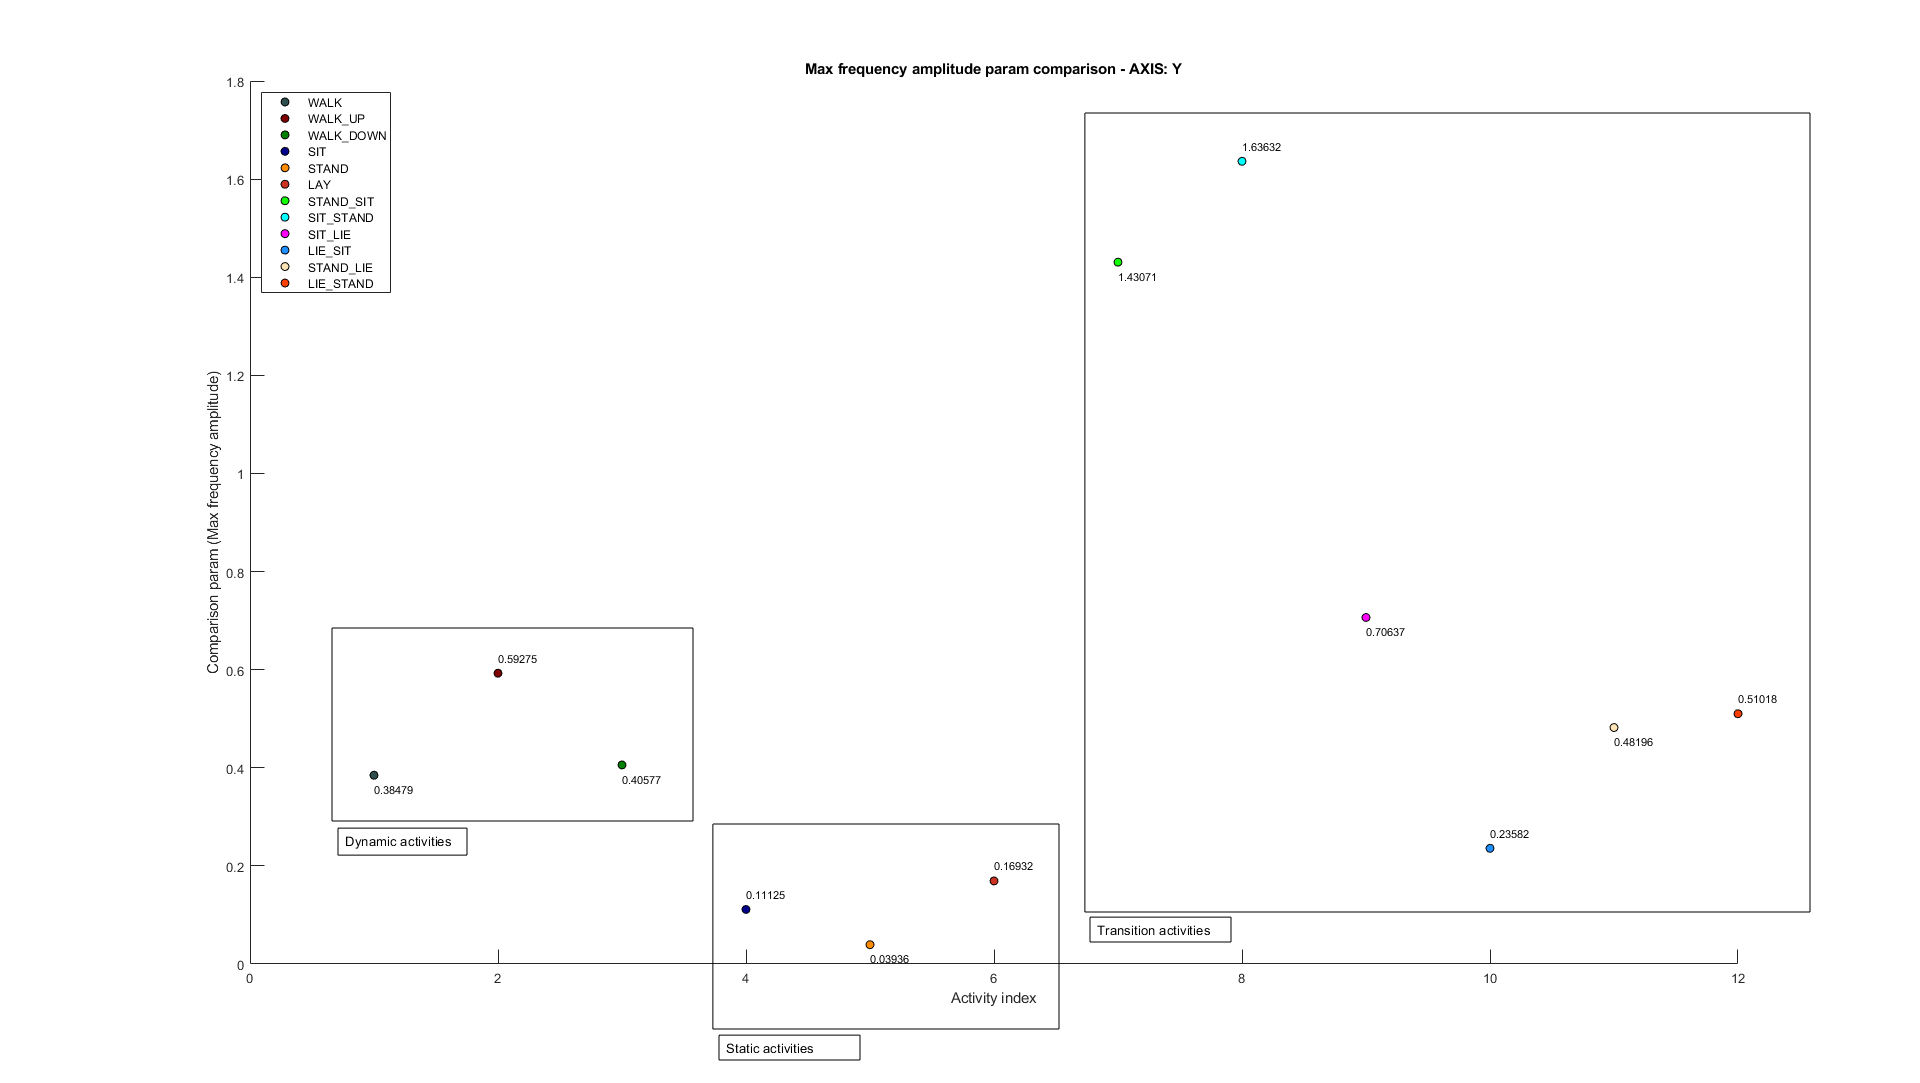 Max frequency amplitude param comparison - AXIS: Y
1.8
1.6
1.4
1.2
1
0.8
0.6
0.4
0.2
0
Comparison param (Max frequency amplitude)
WALK
WALK_UP
WALK_DOWN
SIT
STAND
LAY
STAND_SIT
SIT_STAND
SIT_LIE
LIE_SIT
STAND_LIE
LIE_STAND
0.38479
0.59275
0.40577
Dynamic activities
0.11125
0.03936
0.16932
Static activities
1.43071
1.63632
0.70637
0.23582
0.48196
0.51018
Transition activities
0 2 4 6 8 10 12
Activity index